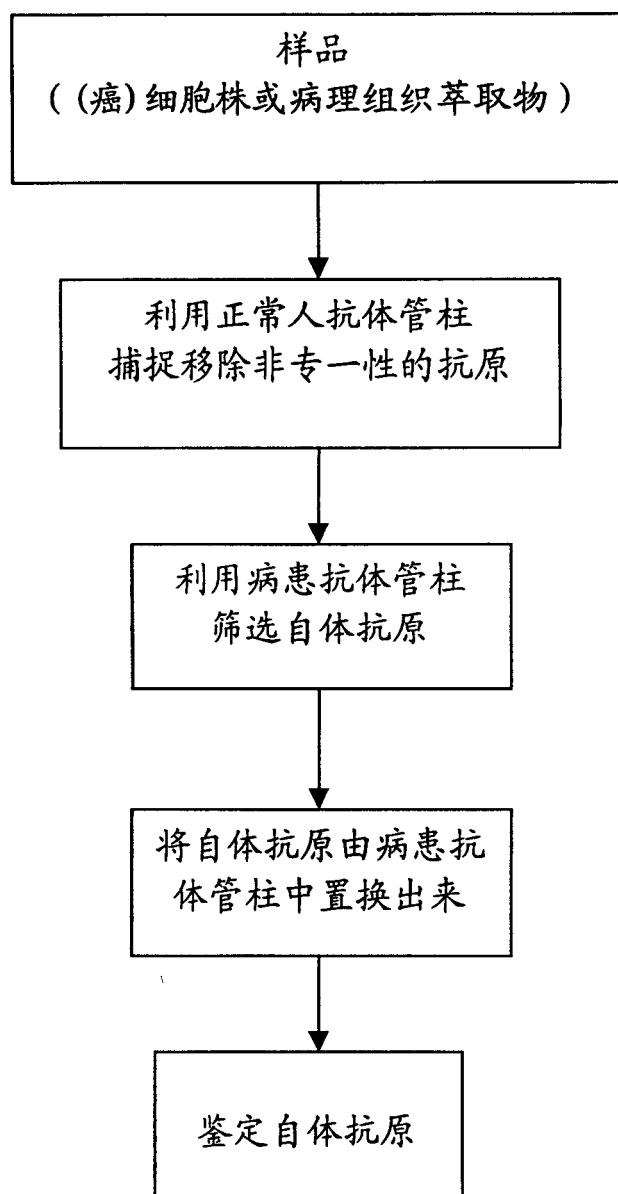 样品
((癌)细胞株或病理组织萃取物)
利用正常人抗体管柱
捕捉移除非专一性的抗原
利用病患抗体管柱
筛选自体抗原
将自体抗原由病患抗
体管柱中置换出来
鉴定自体抗原